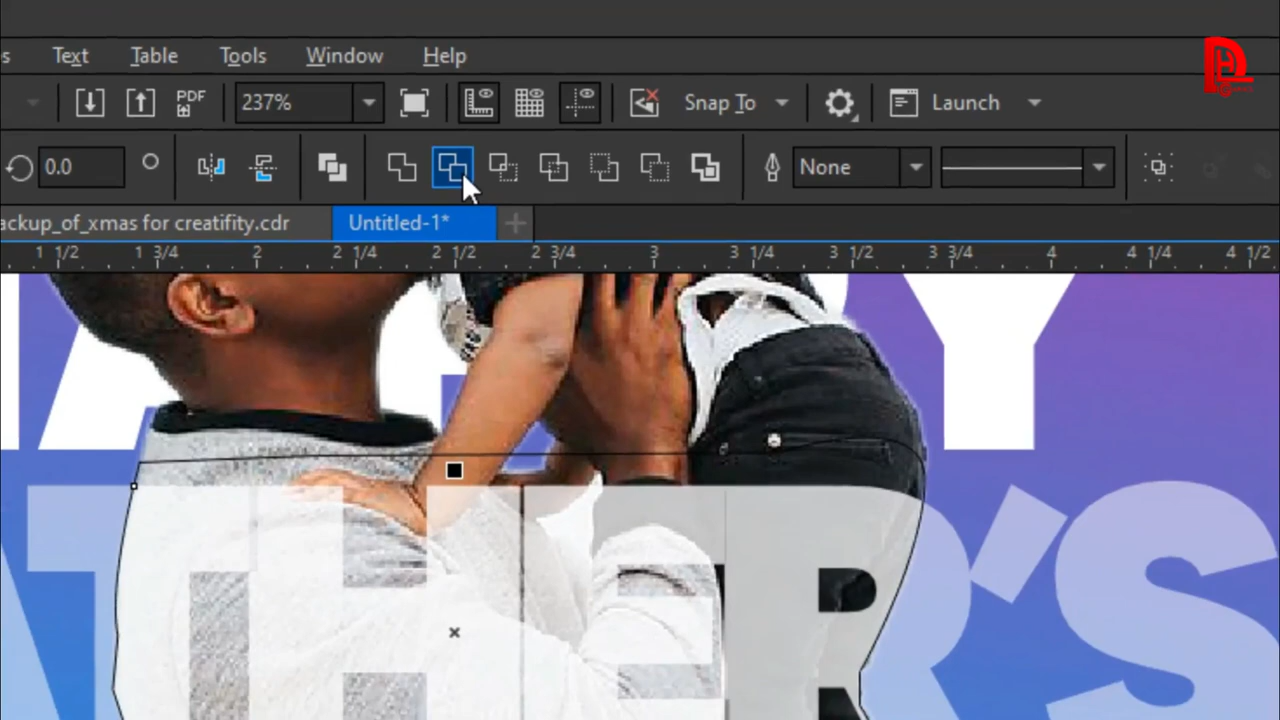 s Text Table Tools Window Help
PDF 237% Snap To Launch
0.0 None
ackup_of_xmas for creatifity.cdr Untitled-1*
1 1/2 1 3/4 2 2 1/4 2 1/2 2 3/4 3 3 1/4 3 1/2 3 3/4 4 4 1/4 4 1/2
APY
ATHER'S